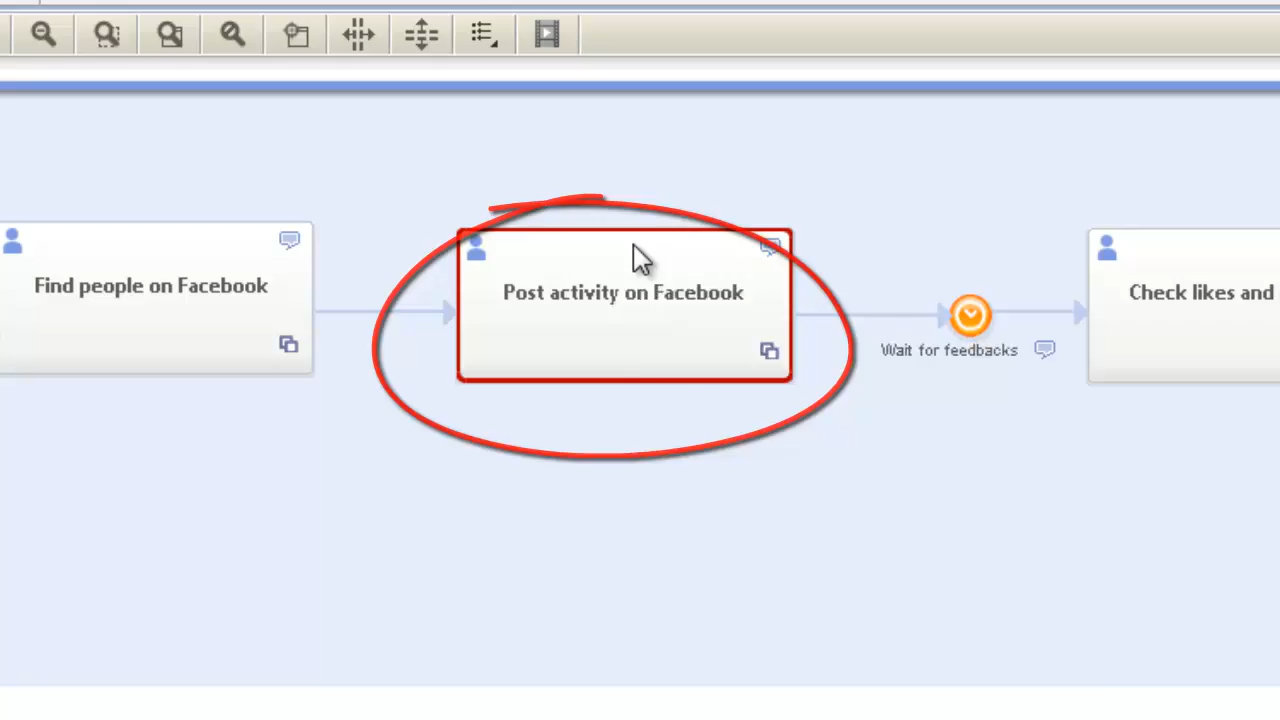 Find people on Facebook
Post activity on Facebook
Wait for feedbacks
Check likes and